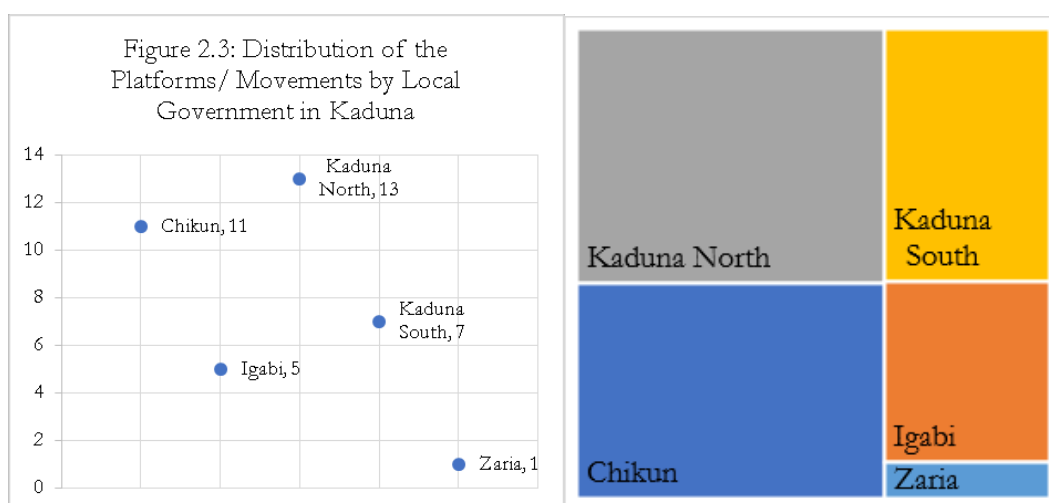 Figure 2.3: Distribution of the
Platforms/ Movements by Local
Government in Kaduna
14
12
10
8
6
4
2
0
Kaduna
North, 13
Chikun, 11
Kaduna
South, 7
Igabi, 5
Zaria, 1
Kaduna North
Kaduna
South
Chikun
Igabi
Zaria